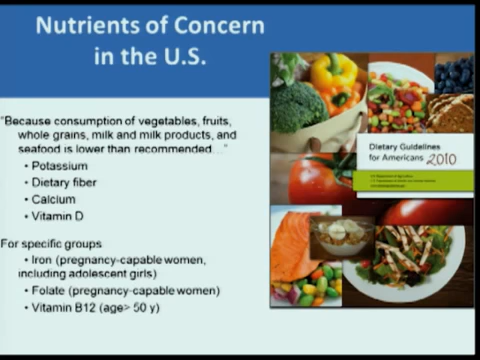 Nutrients of Concern
in the U.S.
"Because consumption of vegetables, fruits,
whole grains, milk and milk products, and
seafood is lower than recommended…"
• Potassium
• Dietary fiber
• Calcium
• Vitamin D
For specific groups
• Iron (pregnancy-capable women,
including adolescent girls)
• Folate (pregnancy-capable women)
• Vitamin B12 (age> 50 y)
Dietary Guidelines
for Americans 2010